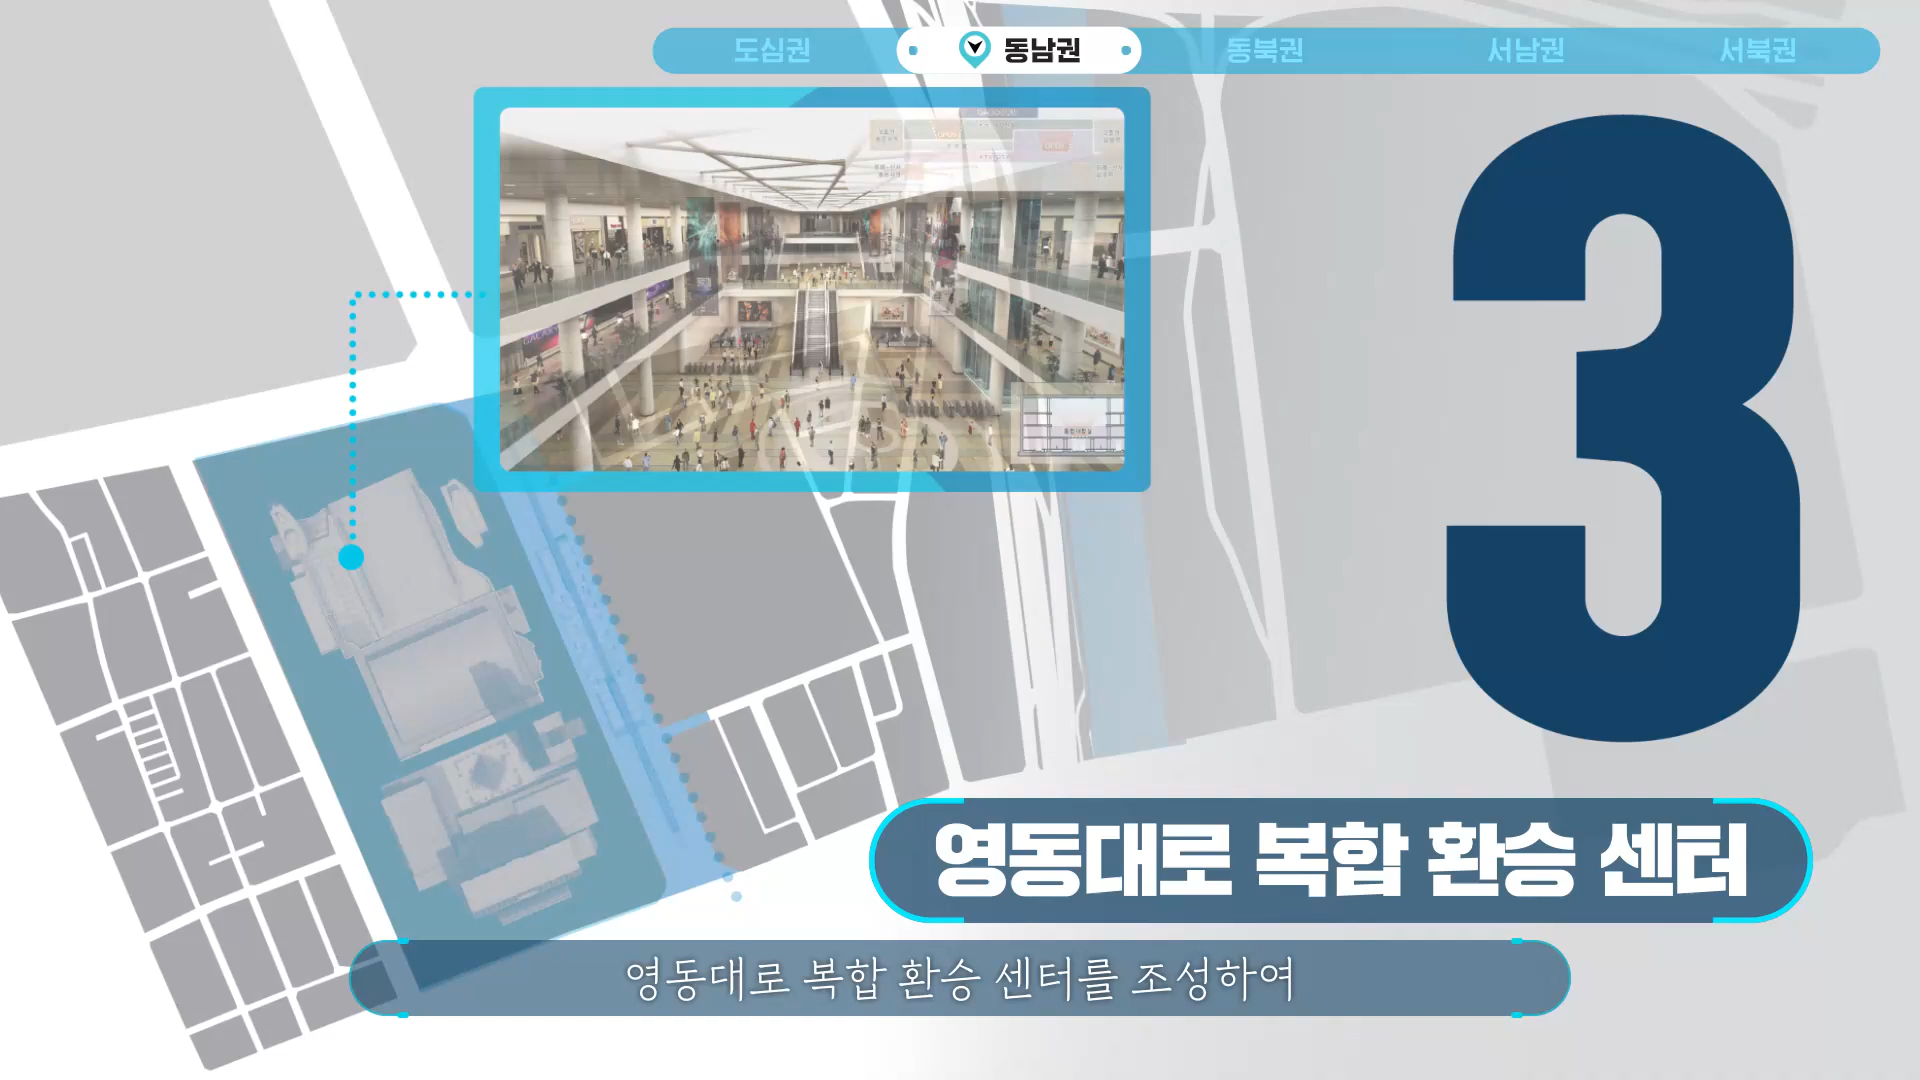 도심권
동남권
동북권
서남권
서북권
3
영동대로 복합 환승 센터
영동대로 복합 환승 센터를 조성하여